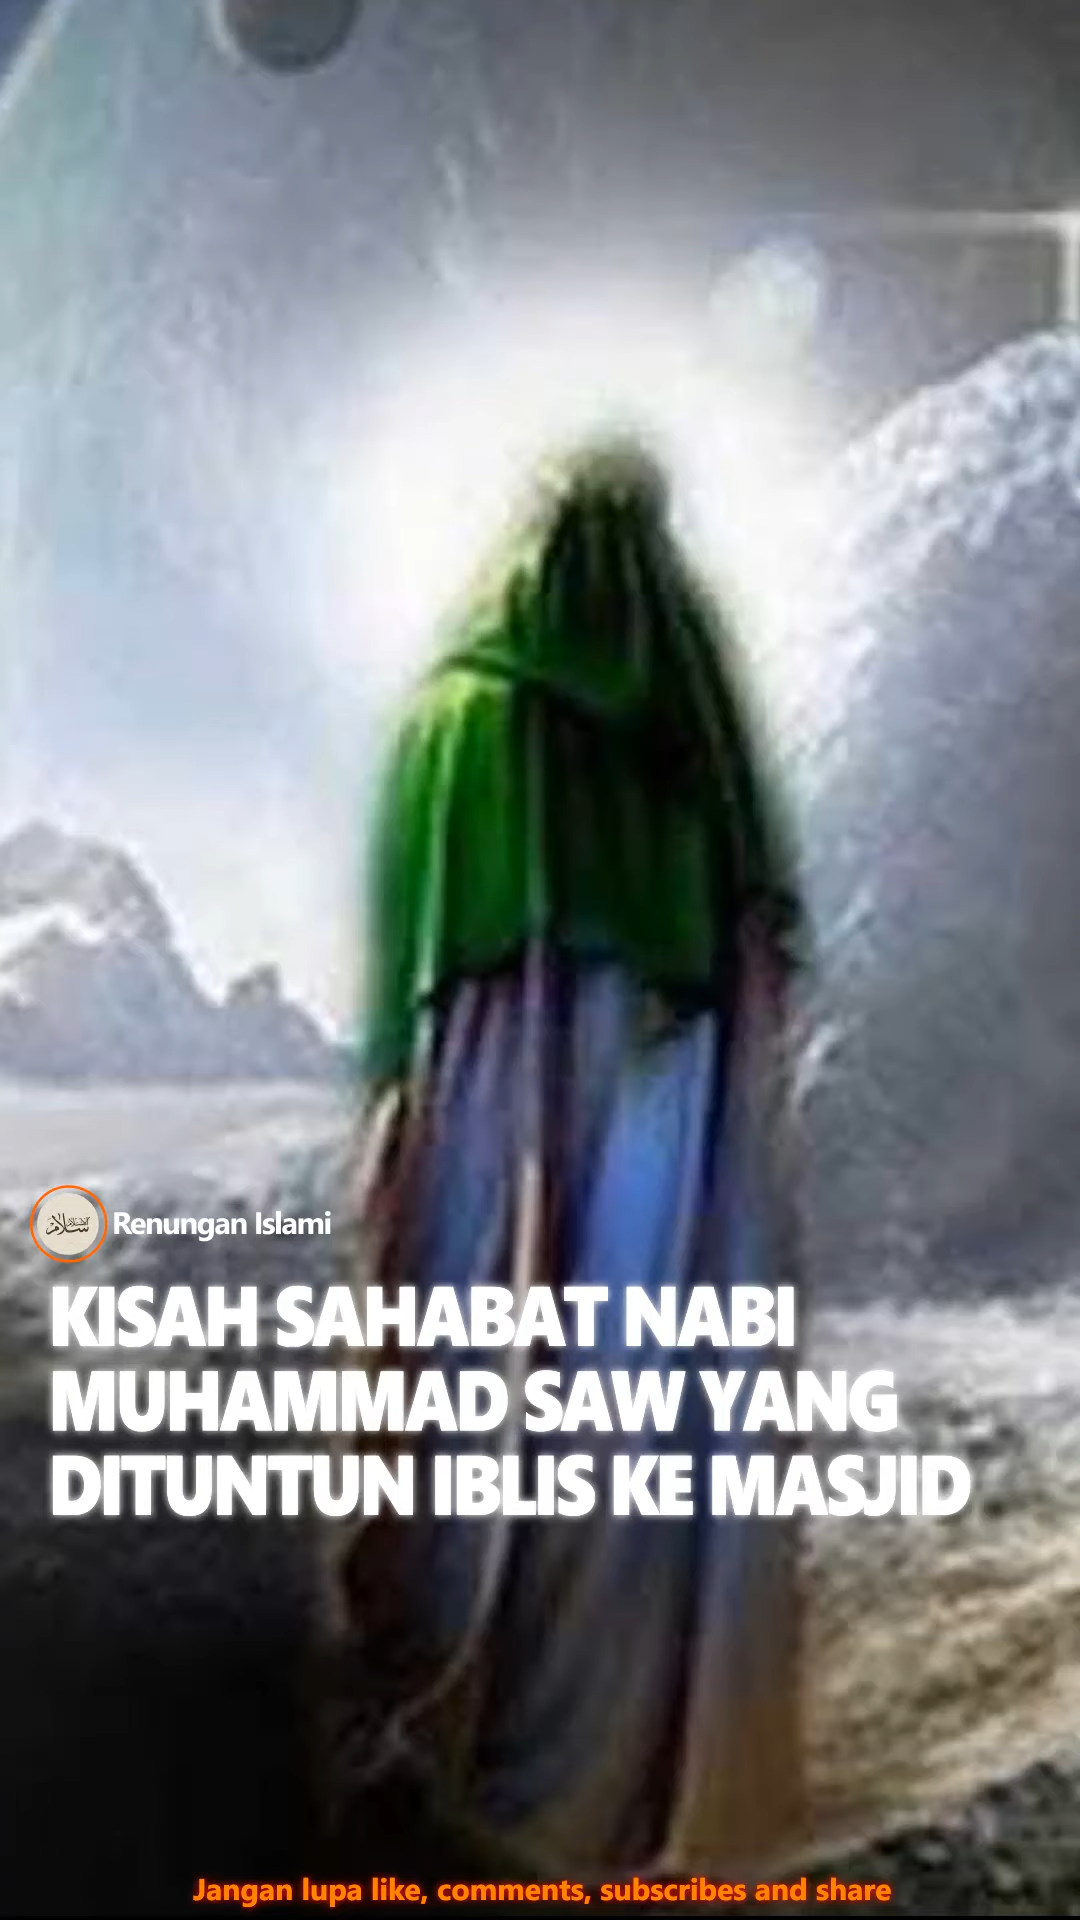 Renungan Islami
KISAH SAHABAT NABI
MUHAMMAD SAW YANG
DITUNTUN IBLIS KE MASJID
Jangan lupa like, comments, subscribes and share